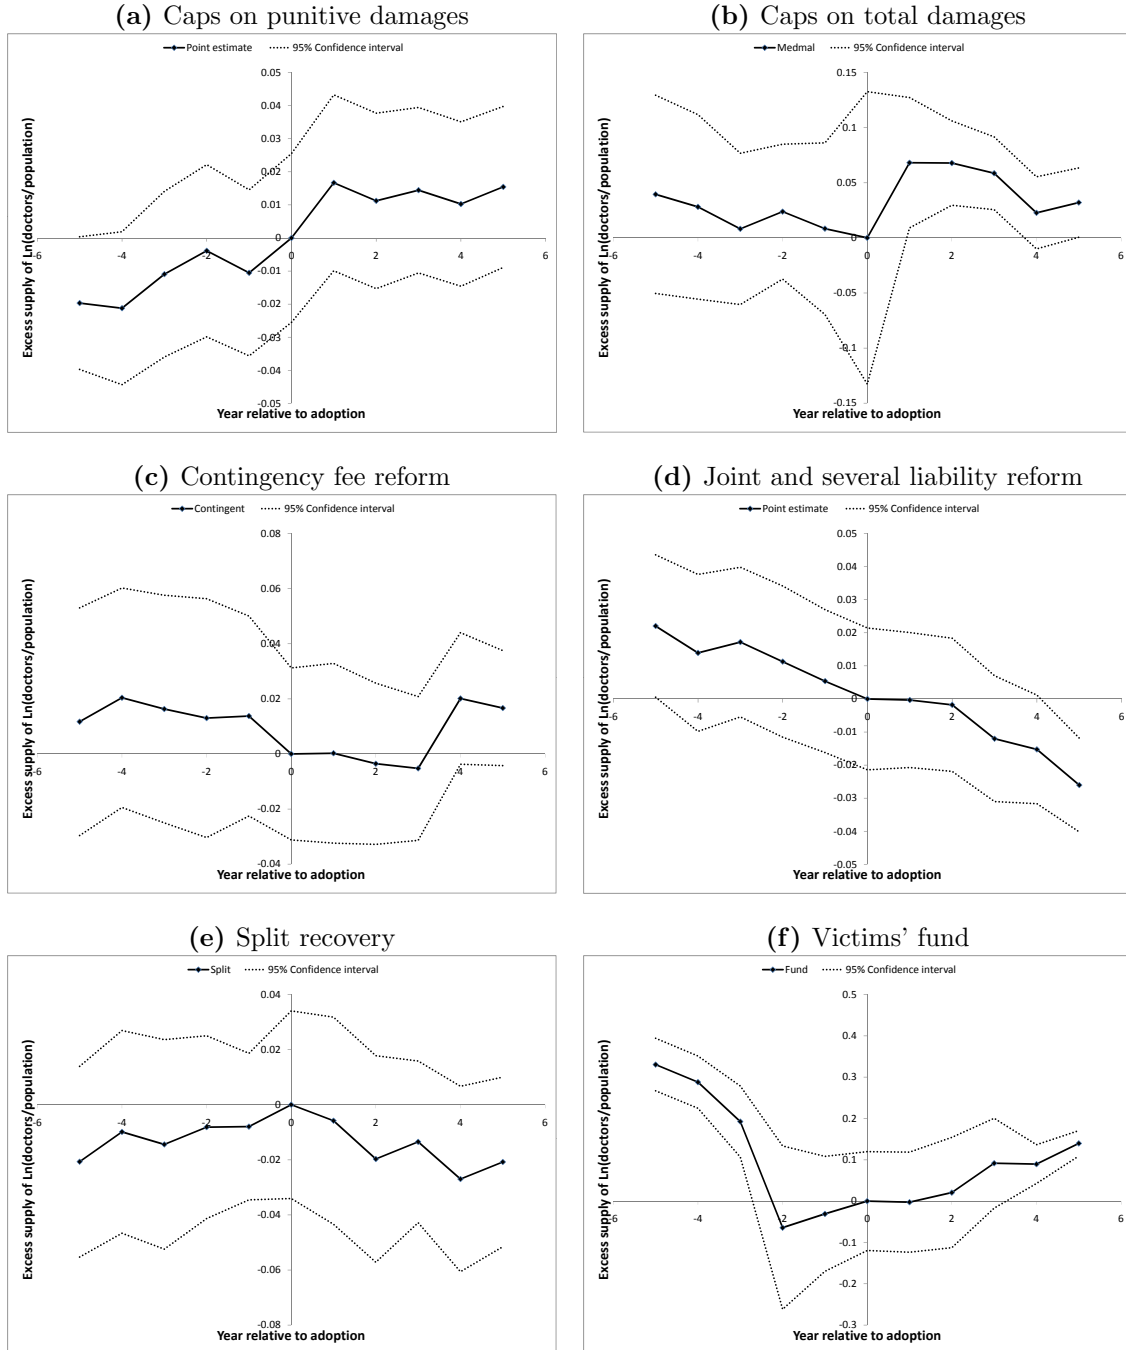 (a) Caps on punitive damages
Point estimate 95% Confidence interval
0.05
0.04
0.03
0.02
0.01
0
-6 -4 -2 0 2 4 6
-0.01
-0.02
-0.03
-0.04
-0.05
Excess supply of Ln(doctors/population)
Year relative to adoption
(b) Caps on total damages
Medmal 95% Confidence interval
0.15
0.1
0.05
0
-6 -4 -2 0 2 4 6
-0.05
-0.1
-0.15
Excess supply of Ln(doctors/population)
Year relative to adoption
(c) Contingency fee reform
Contingent 95% Confidence interval
0.08
0.06
0.04
0.02
0
-6 -4 -2 0 2 4 6
-0.02
-0.04
Excess supply of Ln(doctors/population)
Year relative to adoption
(d) Joint and several liability reform
Point estimate 95% Confidence interval
0.05
0.04
0.03
0.02
0.01
0
-6 -4 -2 0 2 4 6
-0.01
-0.02
-0.03
-0.04
-0.05
Excess supply of Ln(doctors/population)
Year relative to adoption
(e) Split recovery
Split 95% Confidence interval
0.04
0.02
0
-6 -4 -2 0 2 4 6
-0.02
-0.04
-0.06
-0.08
Excess supply of Ln(doctors/population)
Year relative to adoption
(f) Victims' fund
Fund 95% Confidence interval
0.5
0.4
0.3
0.2
0.1
0
-6 -4 -2 0 2 4 6
-0.1
-0.2
-0.3
Excess supply of Ln(doctors/population)
Year relative to adoption